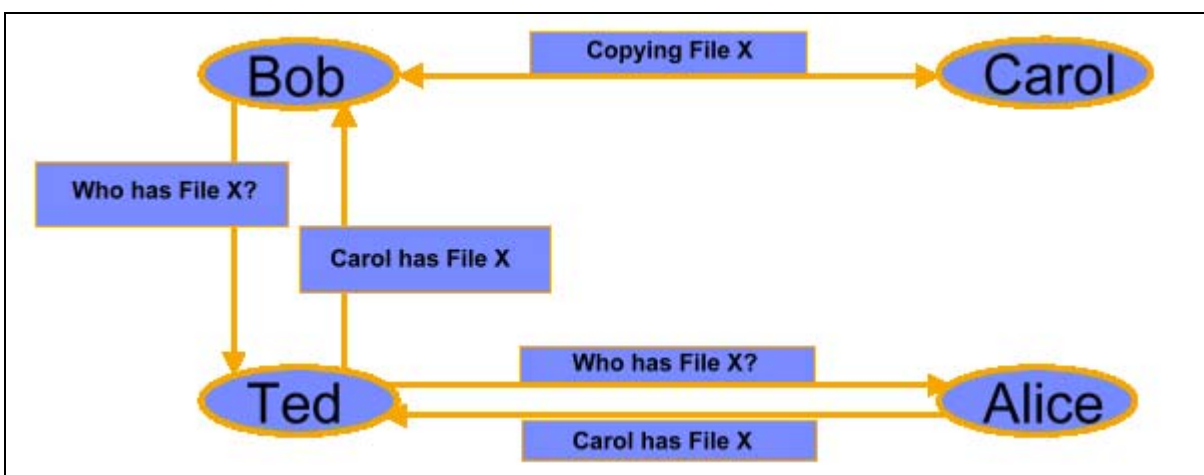 Copying File X
Bob
Carol
Who has File X?
Carol has File X
Who has File X?
Ted
Alice
Carol has File X